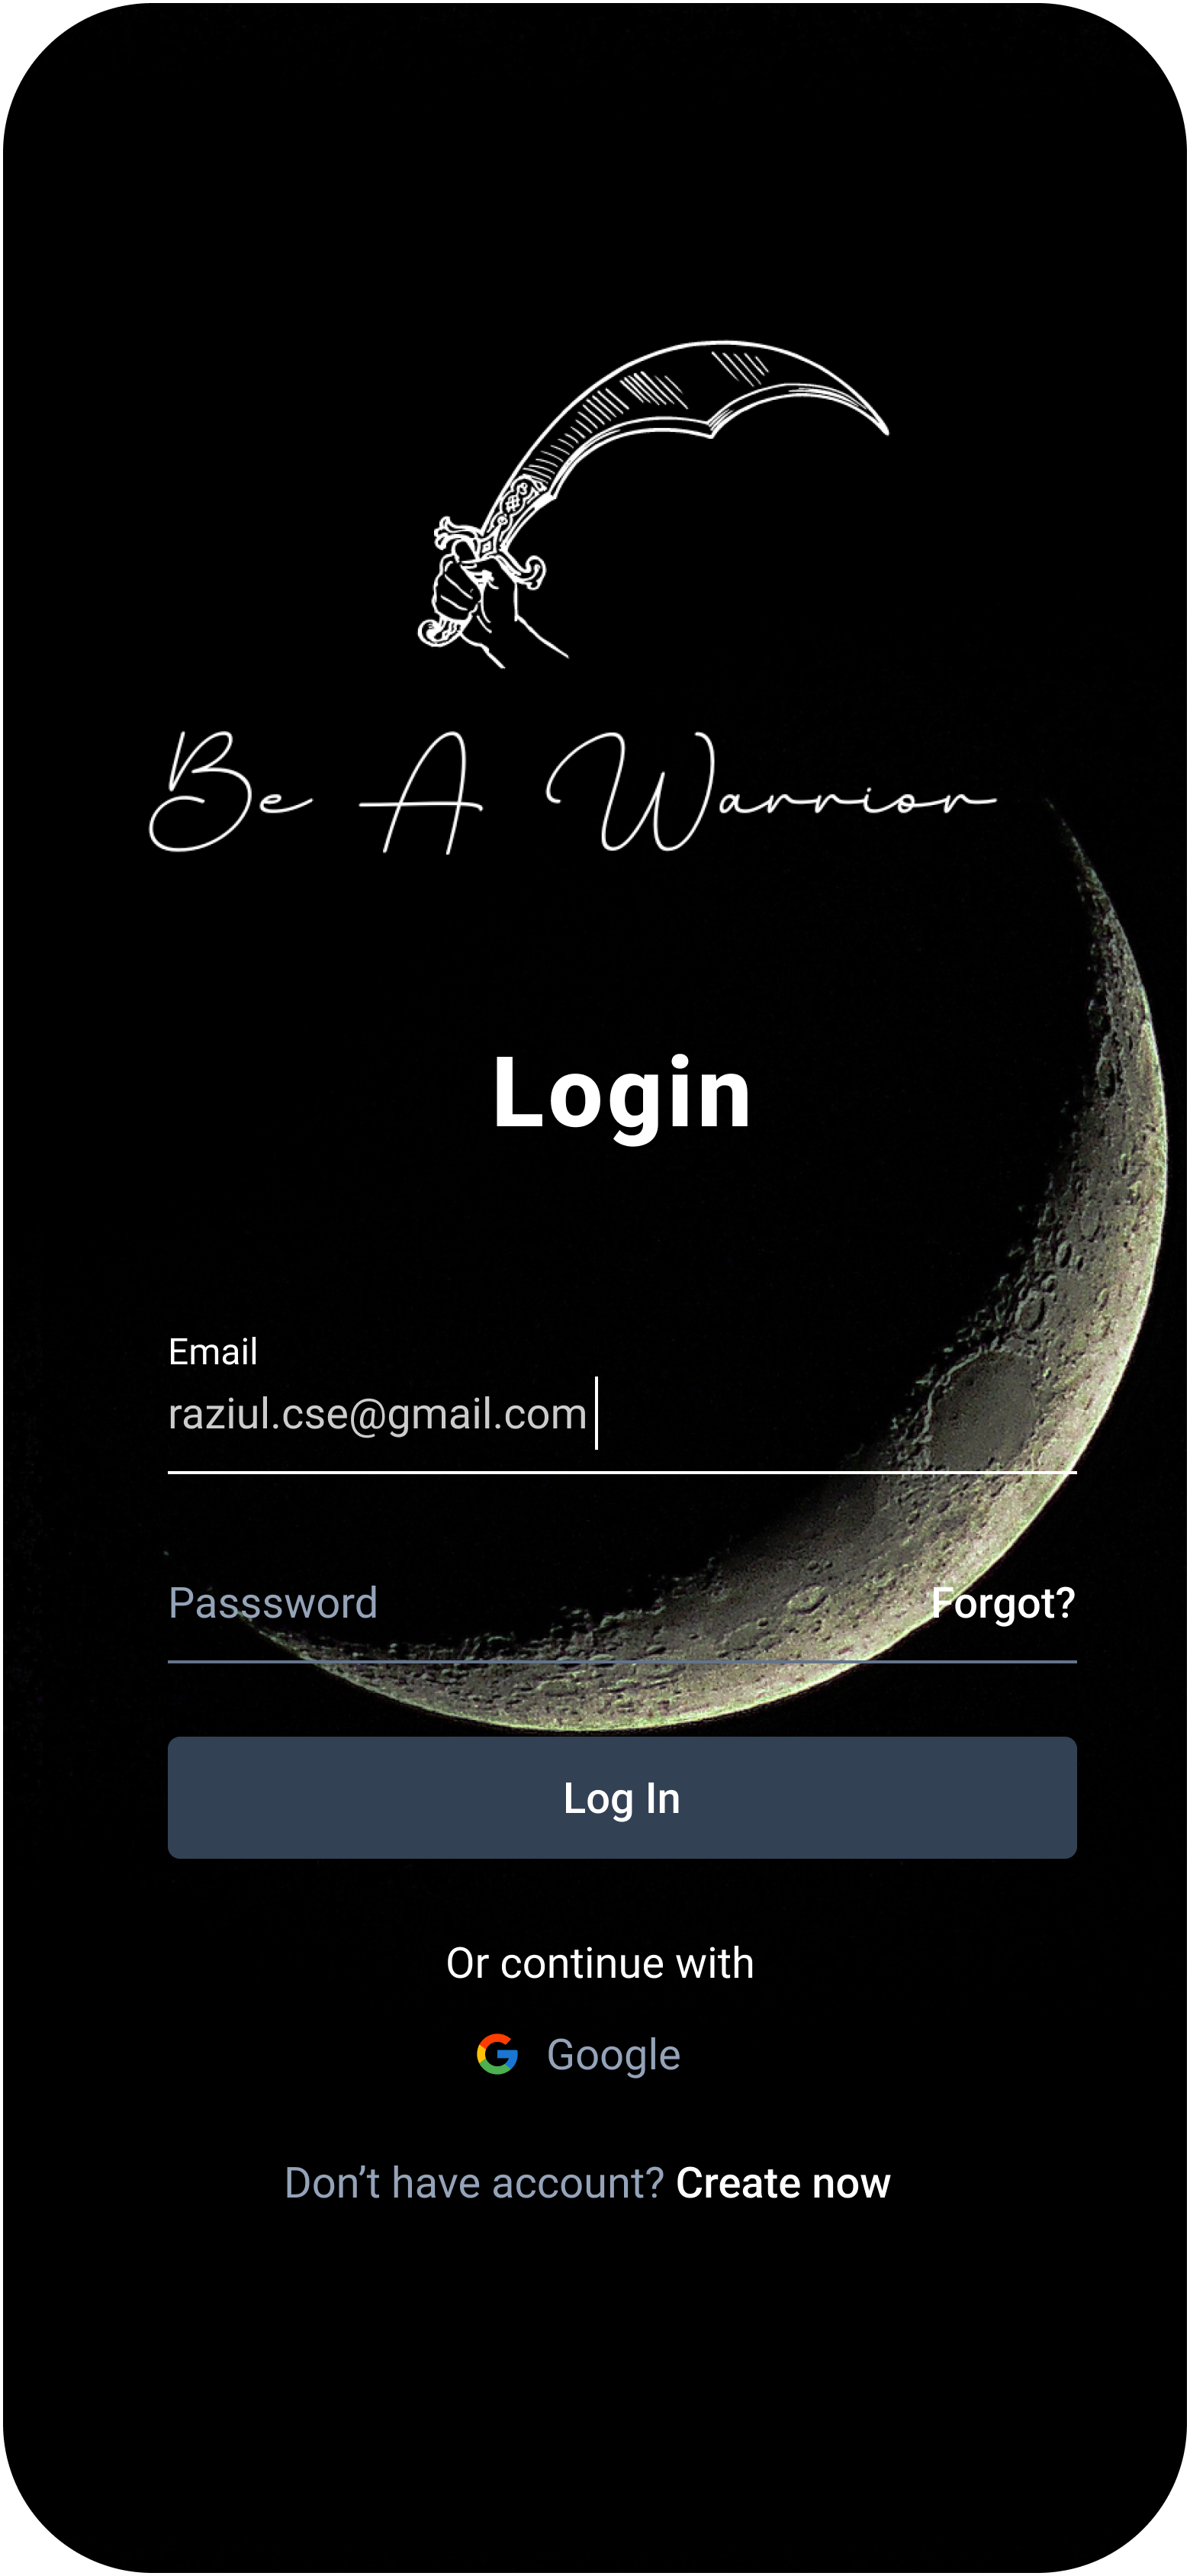 Be A Warrior
Login
Email
raziul.cse@gmail.com
Passsword Forgot?
Log In
Or continue with
Google
Don’t have account? Create now